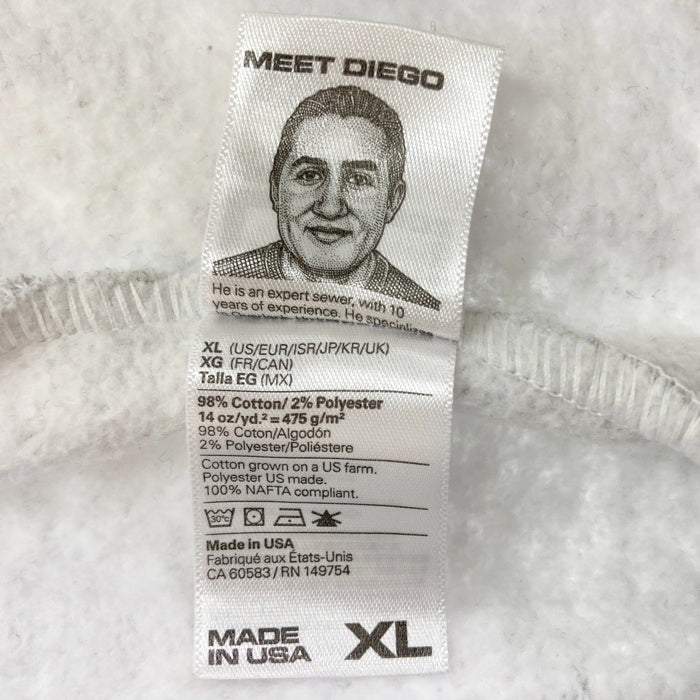 MEET DIEGO
He is an expert sewer, with 10
years of experience. He specializes
XL (US/EUR/ISR/JP/KR/UK)
XG (FR/CAN)
Talla EG (MX)
98% Cotton/ 2% Polyester
14 oz/yd.² = 475 g/m²
98% Coton/Algodón
2% Polyester/Poliéstere
Cotton grown on a US farm.
Polyester US made.
100% NAFTA compliant.
30°C
Made in USA
Fabriqué aux États-Unis
CA 60583 / RN 149754
MADE
IN USA
XL